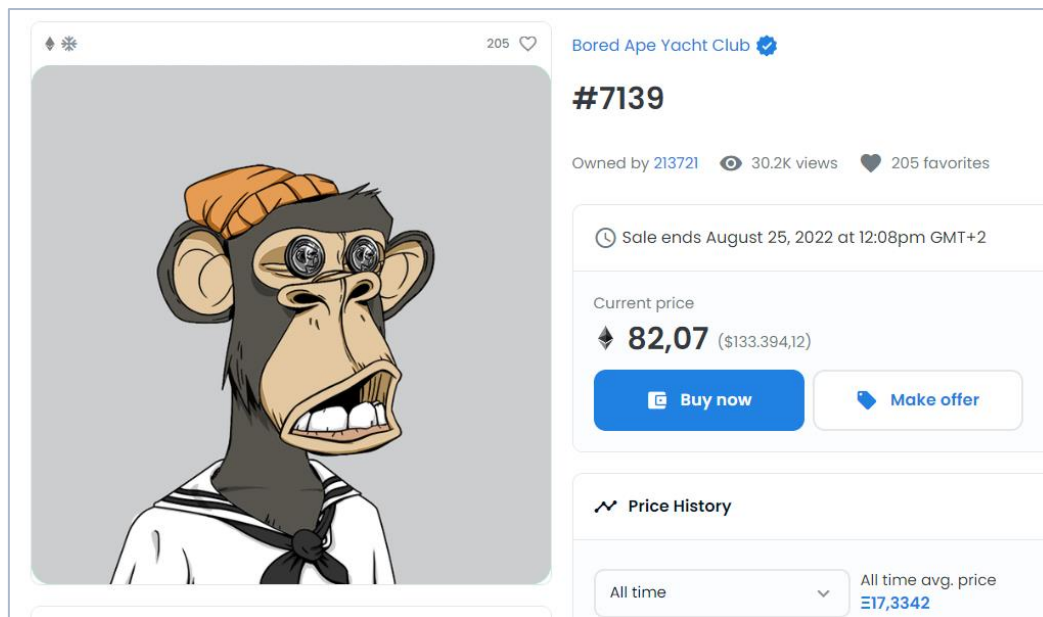 205
Bored Ape Yacht Club
#7139
Owned by 213721 30.2K views 205 favorites
Sale ends August 25, 2022 at 12:08pm GMT+2
Current price
82,07 ($133.394,12)
Buy now Make offer
Price History
All time
All time avg. price
Ξ17,3342